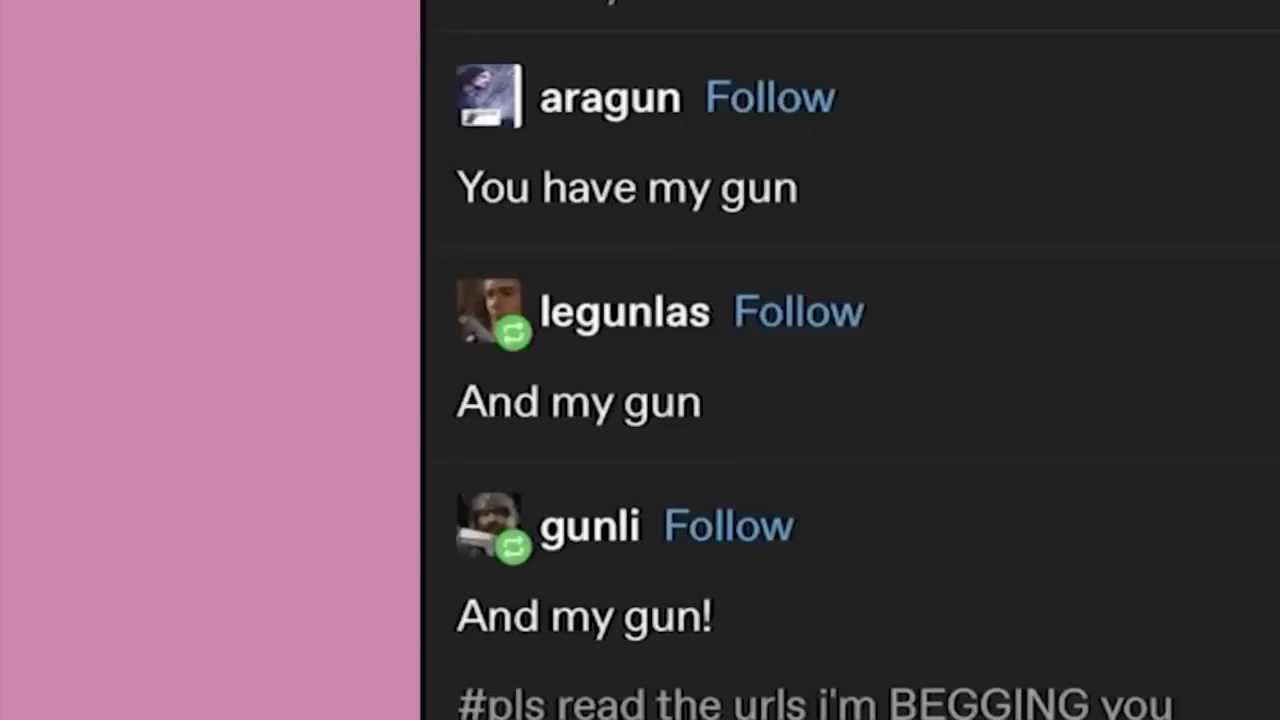 aragun Follow
You have my gun
legunlas Follow
And my gun
gunli Follow
And my gun!
#pls read the urls i'm BEGGING you